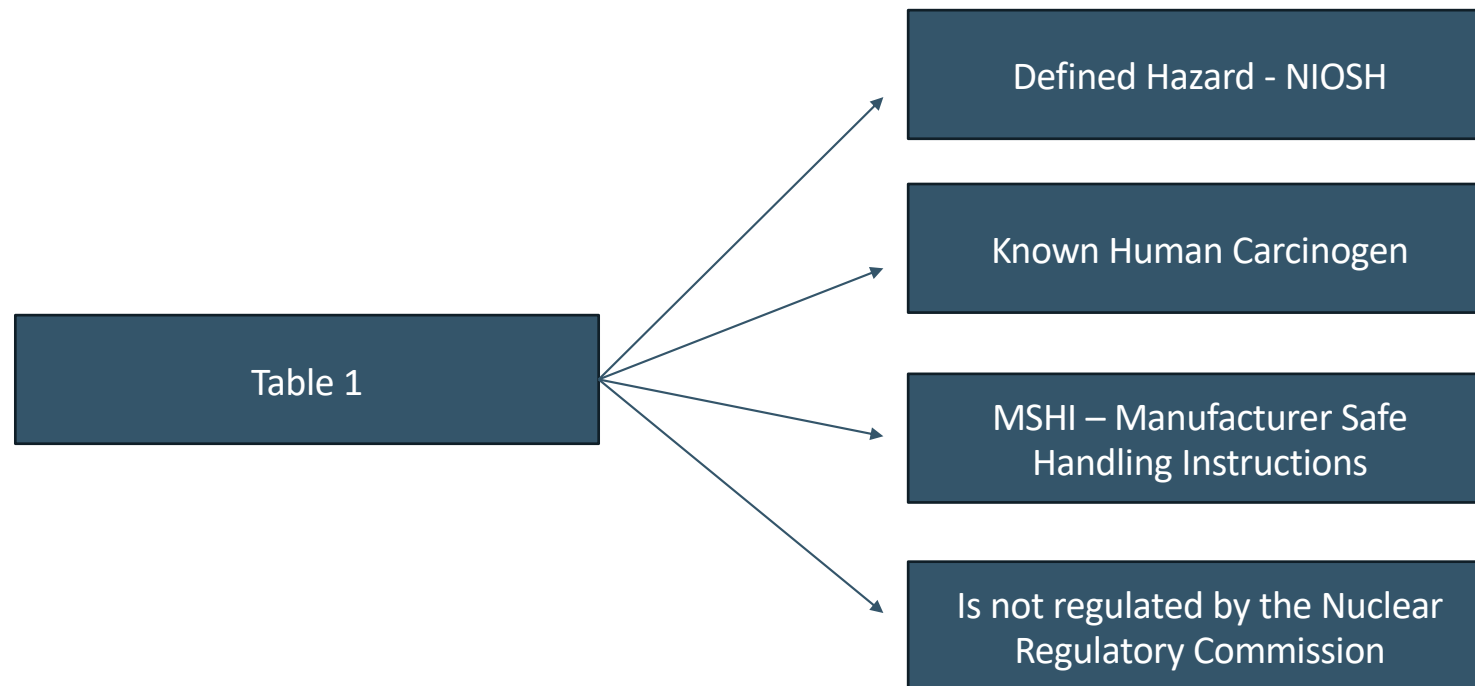 Defined Hazard - NIOSH
Known Human Carcinogen
Table 1
MSHI – Manufacturer Safe
Handling Instructions
Is not regulated by the Nuclear
Regulatory Commission